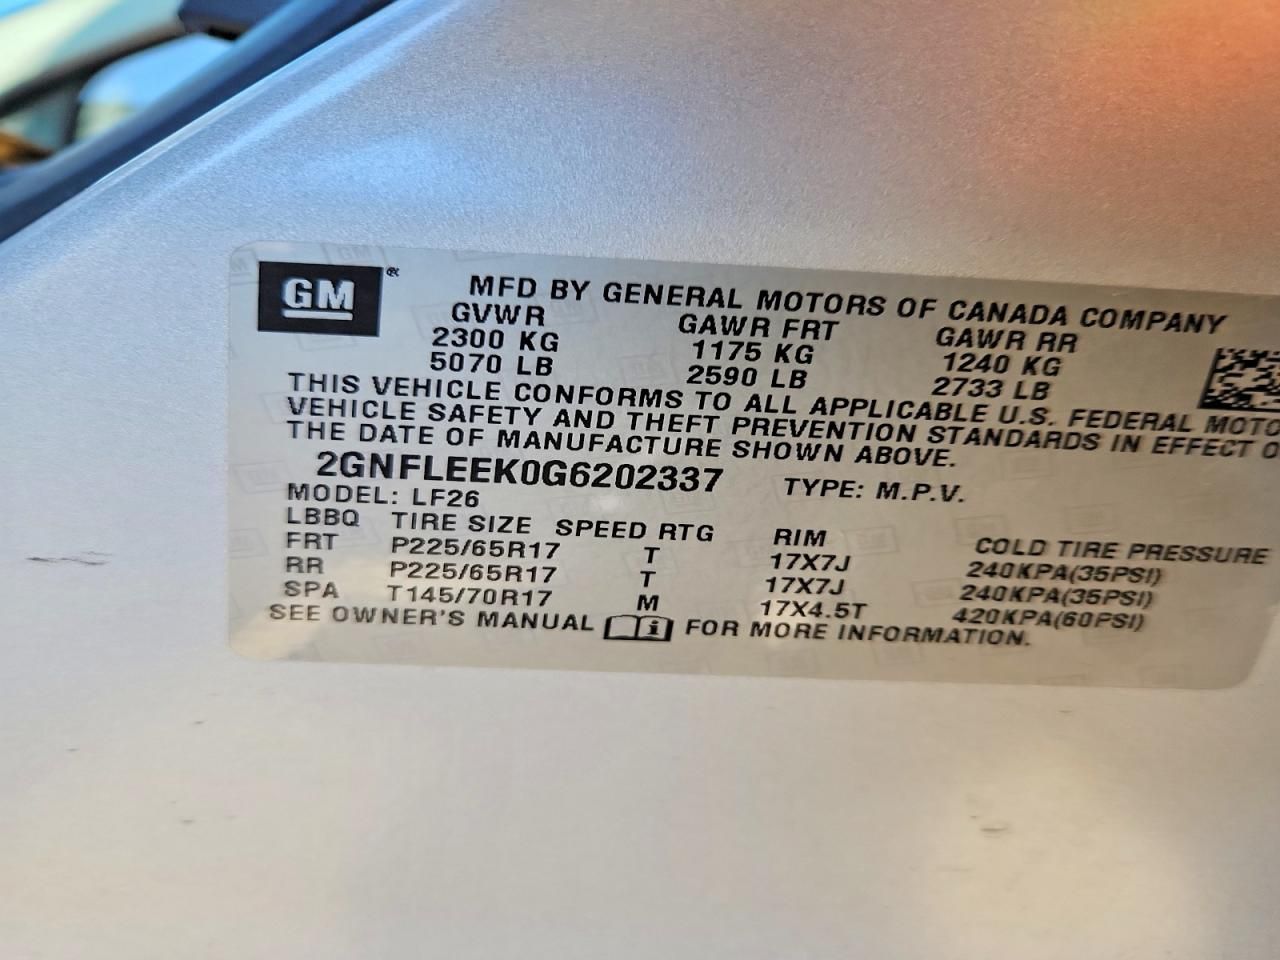 GM®
MFD BY GENERAL MOTORS OF CANADA COMPANY
GVWR GAWR FRT GAWR RR
2300 KG 1175 KG 1240 KG
5070 LB 2590 LB 2733 LB
THIS VEHICLE CONFORMS TO ALL APPLICABLE U.S. FEDERAL MOTO
VEHICLE SAFETY AND THEFT PREVENTION STANDARDS IN EFFECT O
THE DATE OF MANUFACTURE SHOWN ABOVE.
2GNFLEEK0G6202337 TYPE: M.P.V.
MODEL: LF26
LBBQ TIRE SIZE SPEED RTG RIM COLD TIRE PRESSURE
FRT P225/65R17 T 17X7J 240KPA(35PSI)
RR P225/65R17 T 17X7J 240KPA(35PSI)
SPA T145/70R17 M 17X4.5T 420KPA(60PSI)
SEE OWNER'S MANUAL FOR MORE INFORMATION.